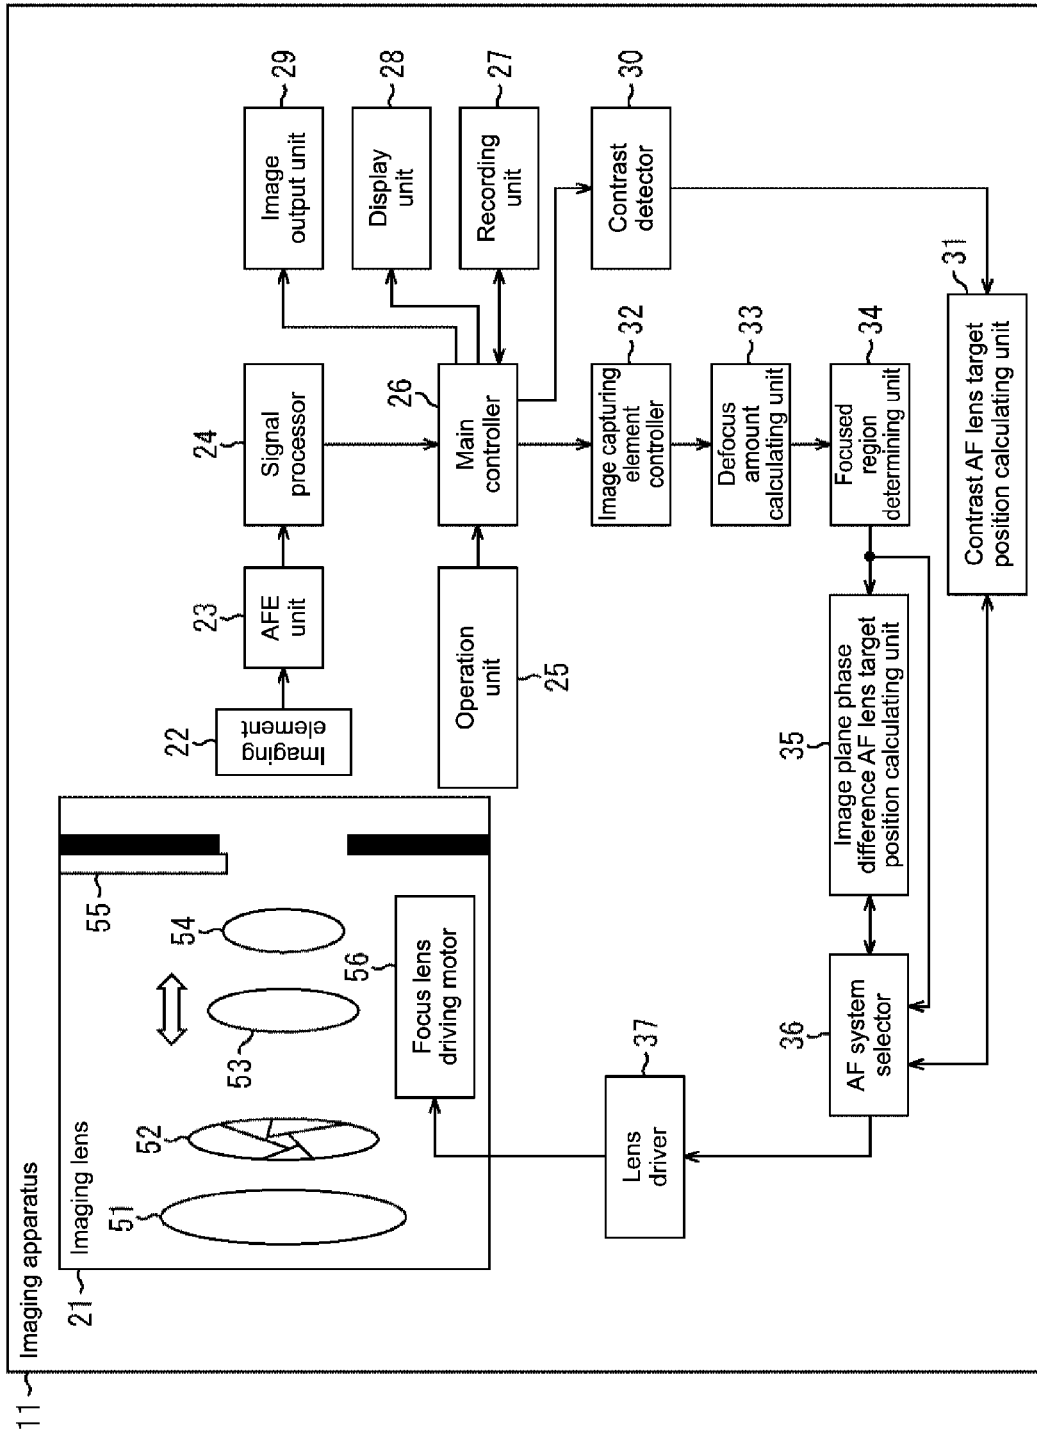 11
Imaging apparatus
21
Imaging lens
51
52
53
54
55
56
Focus lens
driving motor
22
Imaging
element
23
AFE
unit
24
Signal
processor
29
Image
output unit
28
Display
unit
27
Recording
unit
25
Operation
unit
26
Main
controller
30
Contrast
detector
32
Image capturing
element
controller
33
Defocus
amount
calculating unit
34
Focused
region
determining unit
31
Contrast AF lens target
position calculating unit
35
Image plane phase
difference AF lens target
position calculating unit
36
AF system
selector
37
Lens
driver